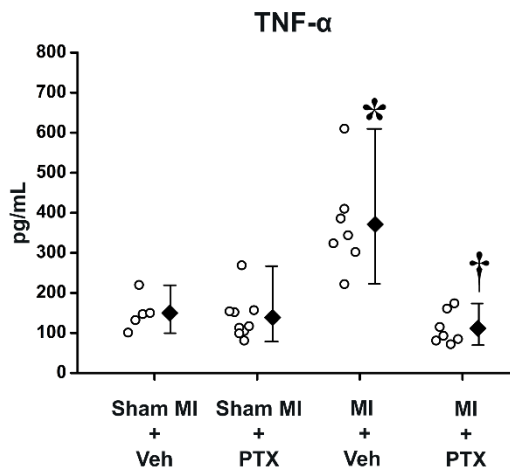 TNF-α
800
700
600
500
400
300
200
100
0
pg/mL
*
†
Sham MI Sham MI MI MI
+ + + +
Veh PTX Veh PTX